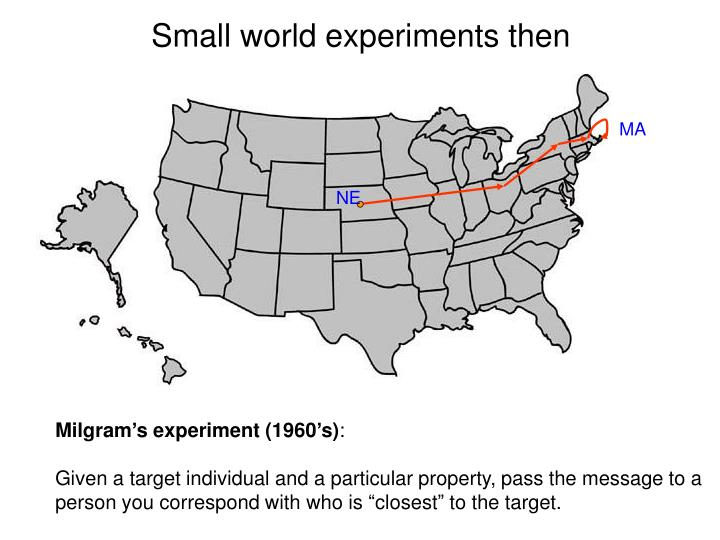 Small world experiments then
MA
NE
Milgram’s experiment (1960’s):
Given a target individual and a particular property, pass the message to a
person you correspond with who is “closest” to the target.